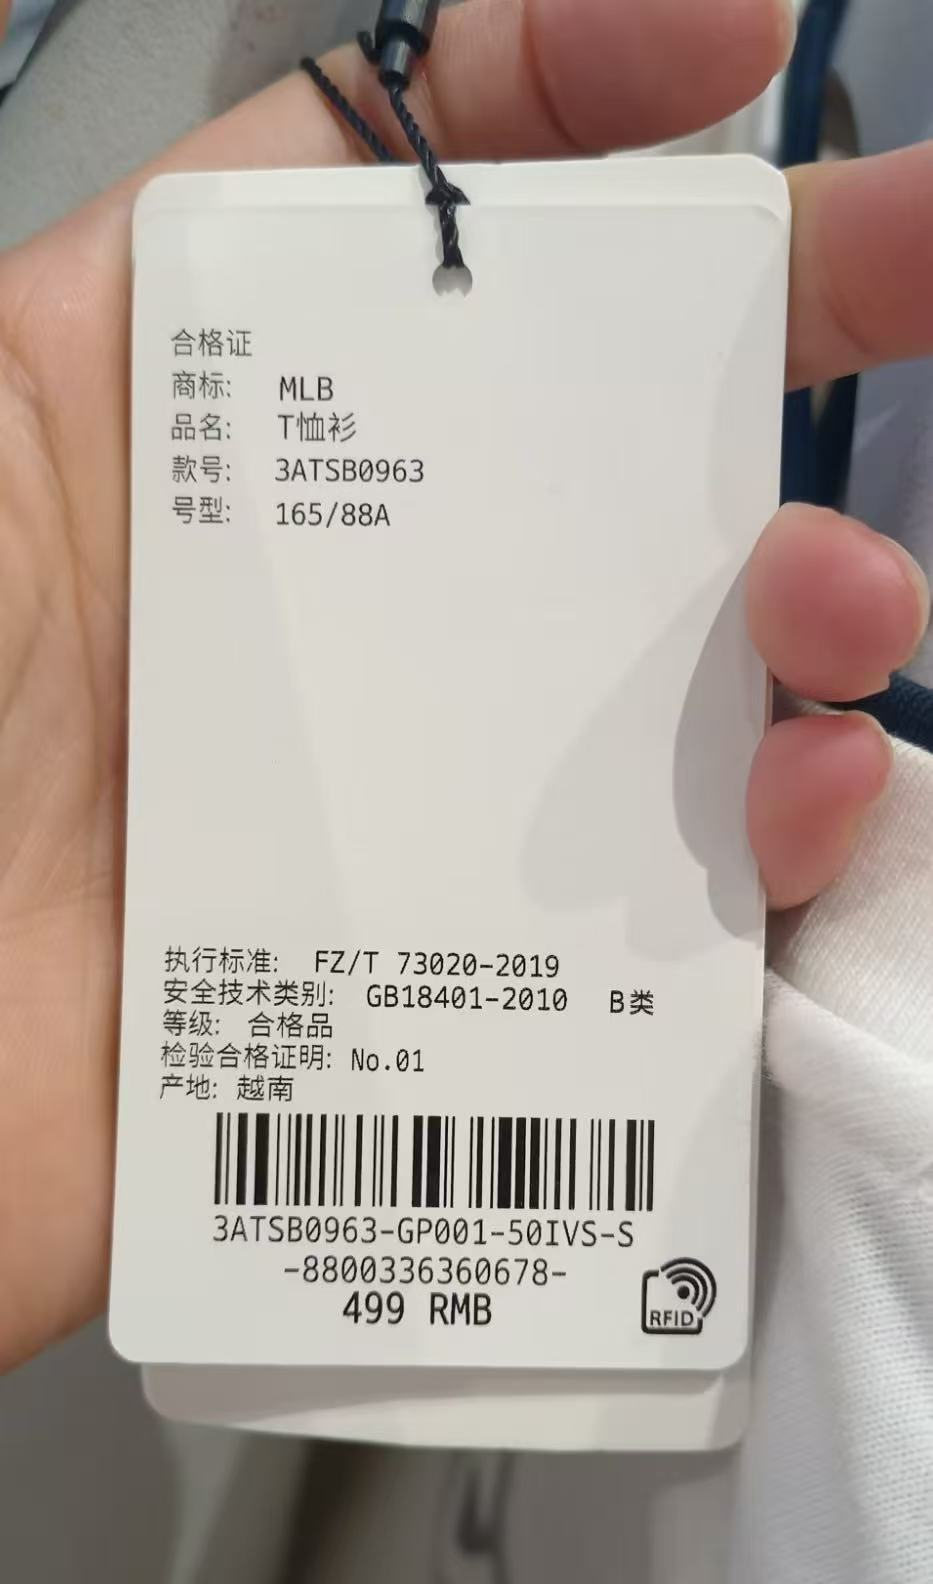 合格证
商标: MLB
品名: T恤衫
款号: 3ATSB0963
号型: 165/88A
执行标准: FZ/T 73020-2019
安全技术类别: GB18401-2010 B类
等级: 合格品
检验合格证明: No.01
产地: 越南
3ATSB0963-GP001-50IVS-S
-8800336360678-
499 RMB
RFID